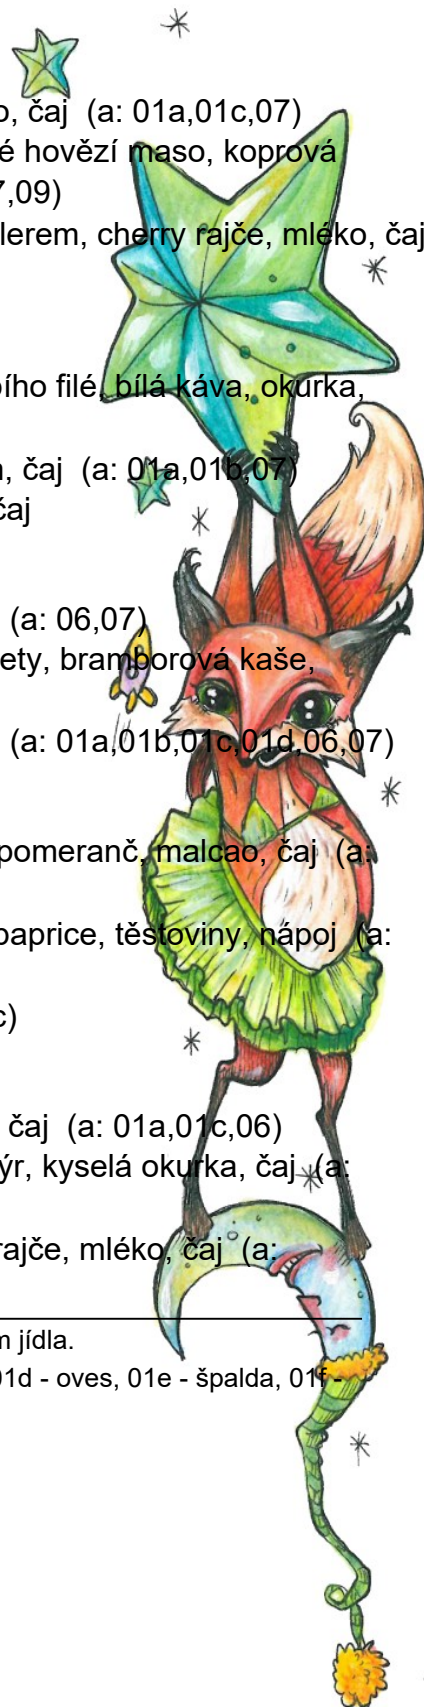 , čaj (a: 01a,01c,07)
é hovězí maso, koprová
,09)
lerem, cherry rajče, mléko, čaj
ího filé, bílá káva, okurka,
, čaj (a: 01a,01b,07)
čaj
(a: 06,07)
ety, bramborová kaše,
(a: 01a,01b,01c,01d,06,07)
pomeranč, malcao, čaj (a:
paprice, těstoviny, nápoj (a:
c)
čaj (a: 01a,01c,06)
ýr, kyselá okurka, čaj (a:
rajče, mléko, čaj (a:
m jídla.
01d - oves, 01e - špalda, 01f -